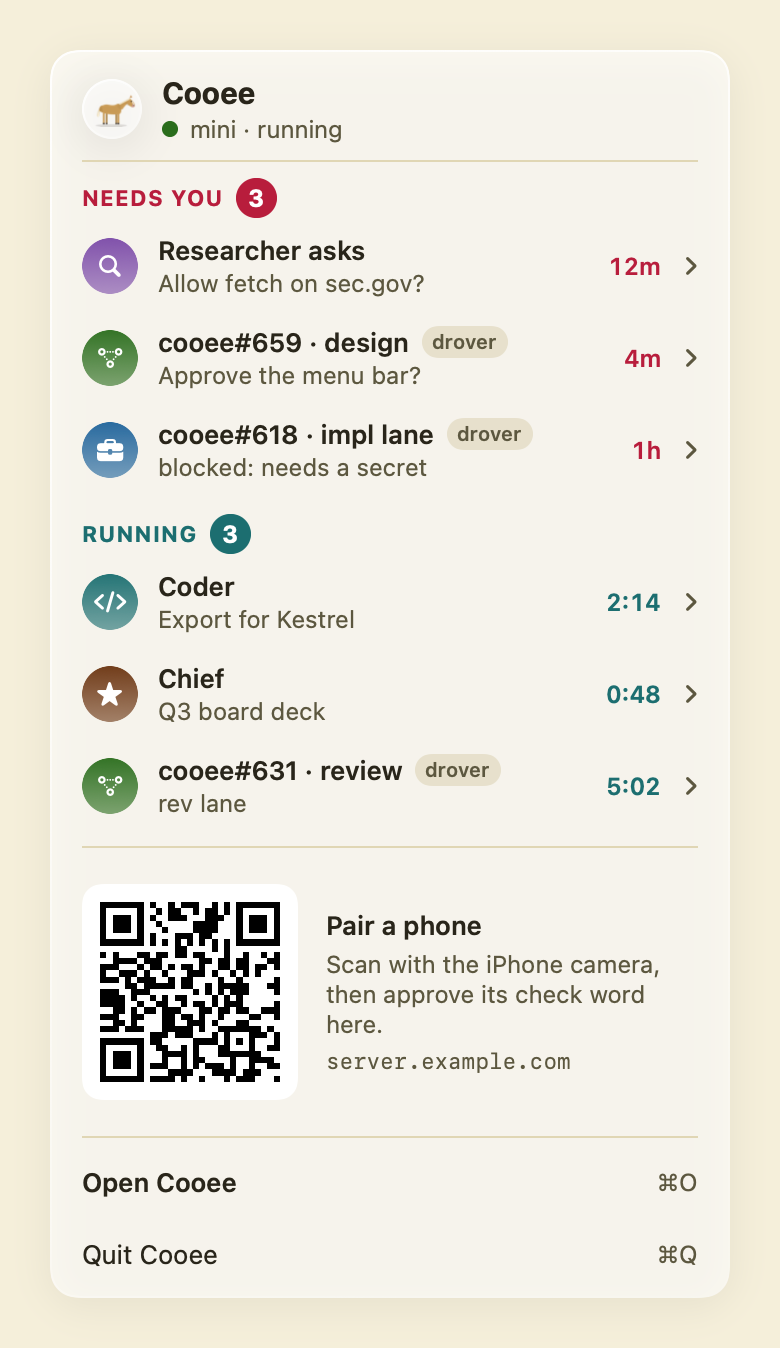 Cooee
mini · running
NEEDS YOU 3
Researcher asks
Allow fetch on sec.gov?
12m
cooee#659 · design drover
Approve the menu bar?
4m
cooee#618 · impl lane drover
blocked: needs a secret
1h
RUNNING 3
Coder
Export for Kestrel
2:14
Chief
Q3 board deck
0:48
cooee#631 · review drover
rev lane
5:02
Pair a phone
Scan with the iPhone camera,
then approve its check word
here.
server.example.com
Open Cooee ⌘O
Quit Cooee ⌘Q